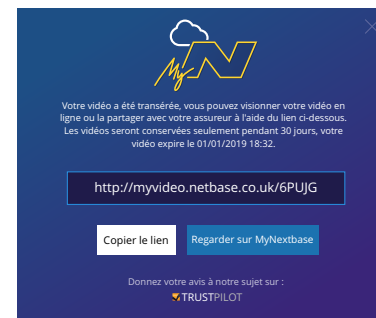 My N
Votre vidéo a été transérée, vous pouvez visionner votre vidéo en
ligne ou la partager avec votre assureur à l'aide du lien ci-dessous.
Les vidéos seront conservées seulement pendant 30 jours, votre
vidéo expire le 01/01/2019 18:32.
http://myvideo.netbase.co.uk/6PUJG
Copier le lien
Regarder sur MyNextbase
Donnez votre avis à notre sujet sur :
TRUSTPILOT